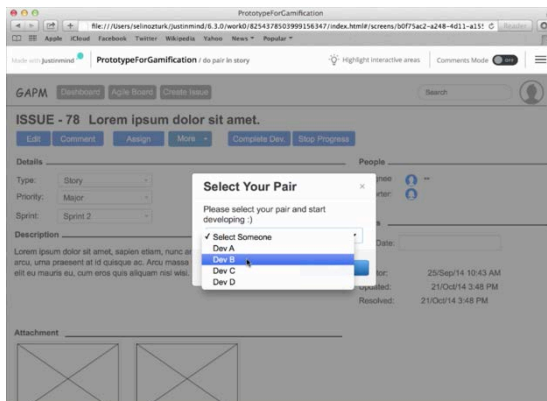 PrototypeForGamification
file:///Users/selinozturk/justinmind/6.3.0/work0/8254378503999156347/index.html#/screens/b0f75ac2-a248-4d11-a15
Reader
Apple iCloud Facebook Twitter Wikipedia Yahoo News Popular
Made with Justinmind PrototypeForGamification / do pair in story Highlight interactive areas Comments Mode OFF
GAPM Dashboard Agile Board Create Issue Search
ISSUE - 78 Lorem ipsum dolor sit amet.
Edit Comment Assign More Complete Dev. Stop Progress
Details People
Type: Story
Priority: Major
Sprint: Sprint 2
Description
Lorem ipsum dolor sit amet, sapien etiam, nunc
arcu, urna praesent at id quisque ac. Arcu massa
elit eu mauris eu, cum eros quis aliquam nisl wisi.
Select Your Pair ×
Please select your pair and start
developing :)
✓ Select Someone
Dev A
Dev B
Dev C
Dev D
Date:
25/Sep/14 10:43 AM
Updated: 21/Oct/14 3:48 PM
Resolved: 21/Oct/14 3:48 PM
Attachment